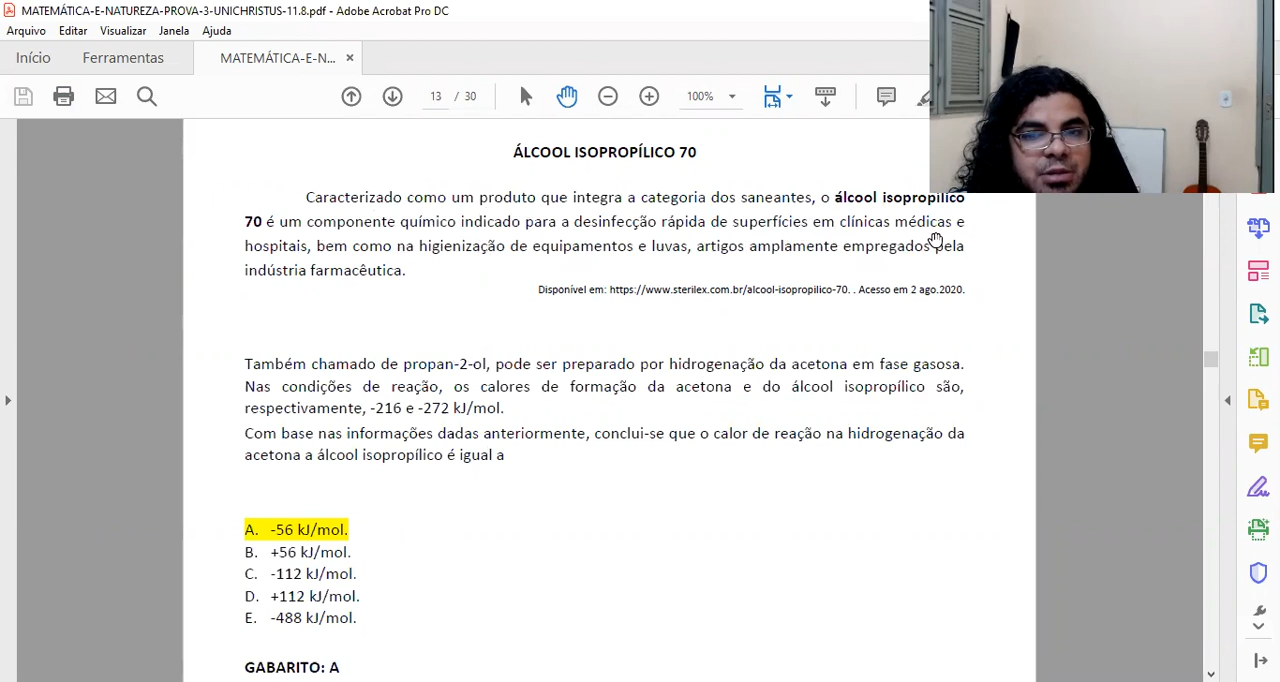 MATEMÁTICA-E-NATUREZA-PROVA-3-UNICHRISTUS-11.8.pdf - Adobe Acrobat Pro DC
Arquivo Editar Visualizar Janela Ajuda
Início Ferramentas MATEMÁTICA-E-N... ×
13 / 30 100%
ÁLCOOL ISOPROPÍLICO 70
Caracterizado como um produto que integra a categoria dos saneantes, o álcool isopropílico
70 é um componente químico indicado para a desinfecção rápida de superfícies em clínicas médicas e
hospitais, bem como na higienização de equipamentos e luvas, artigos amplamente empregados pela
indústria farmacêutica.
Disponível em: https://www.sterilex.com.br/alcool-isopropilico-70. . Acesso em 2 ago.2020.
Também chamado de propan-2-ol, pode ser preparado por hidrogenação da acetona em fase gasosa.
Nas condições de reação, os calores de formação da acetona e do álcool isopropílico são,
respectivamente, -216 e -272 kJ/mol.
Com base nas informações dadas anteriormente, conclui-se que o calor de reação na hidrogenação da
acetona a álcool isopropílico é igual a
A. -56 kJ/mol.
B. +56 kJ/mol.
C. -112 kJ/mol.
D. +112 kJ/mol.
E. -488 kJ/mol.
GABARITO: A